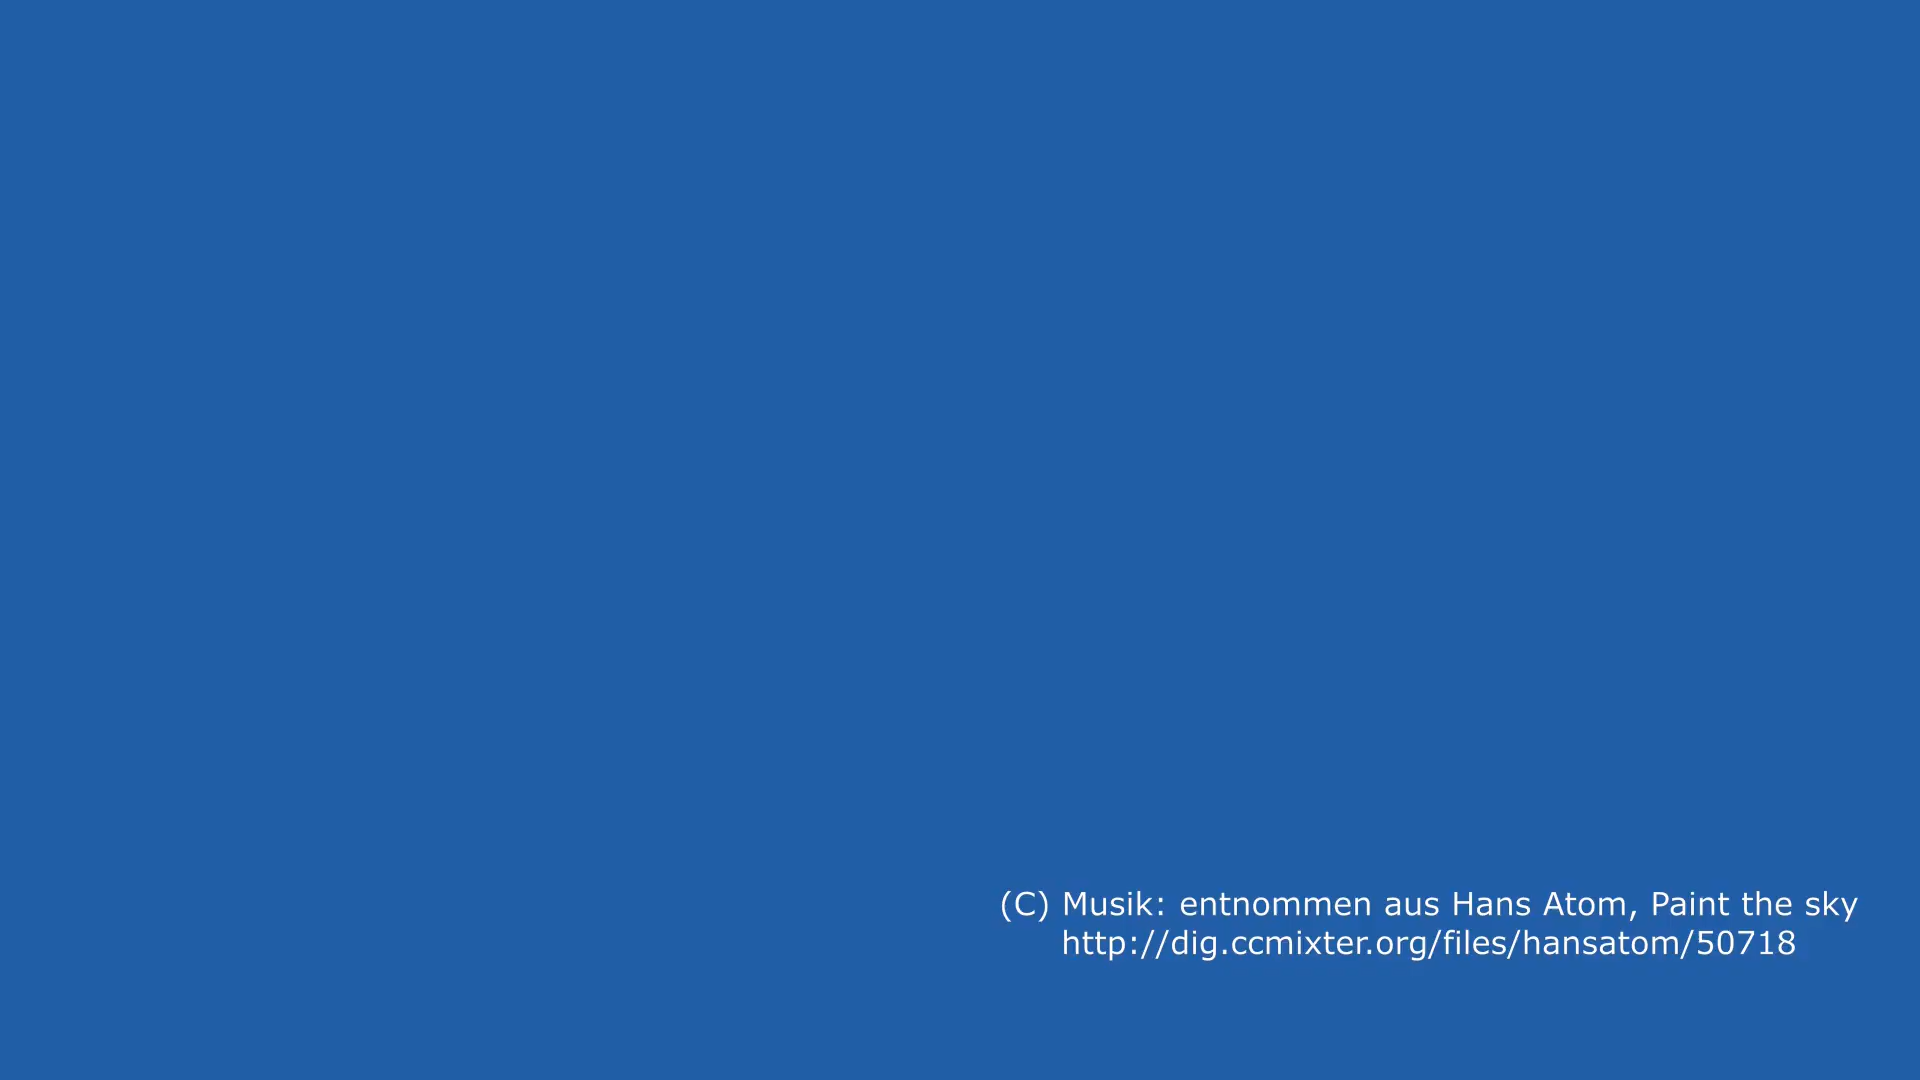 (C) Musik: entnommen aus Hans Atom, Paint the sky
http://dig.ccmixter.org/files/hansatom/50718